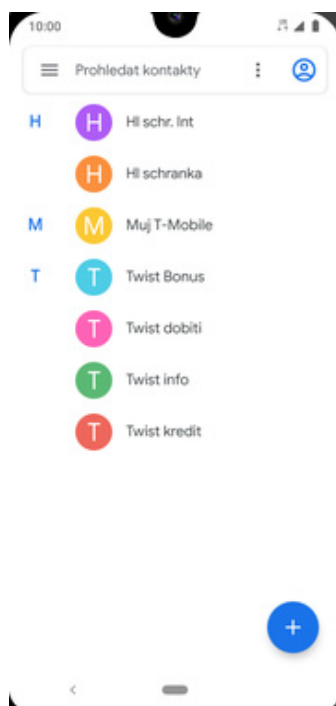 10:00
Prohledat kontakty
H
H
Hl schr. Int
H
Hl schranka
M
M
Muj T-Mobile
T
T
Twist Bonus
T
Twist dobiti
T
Twist info
T
Twist kredit